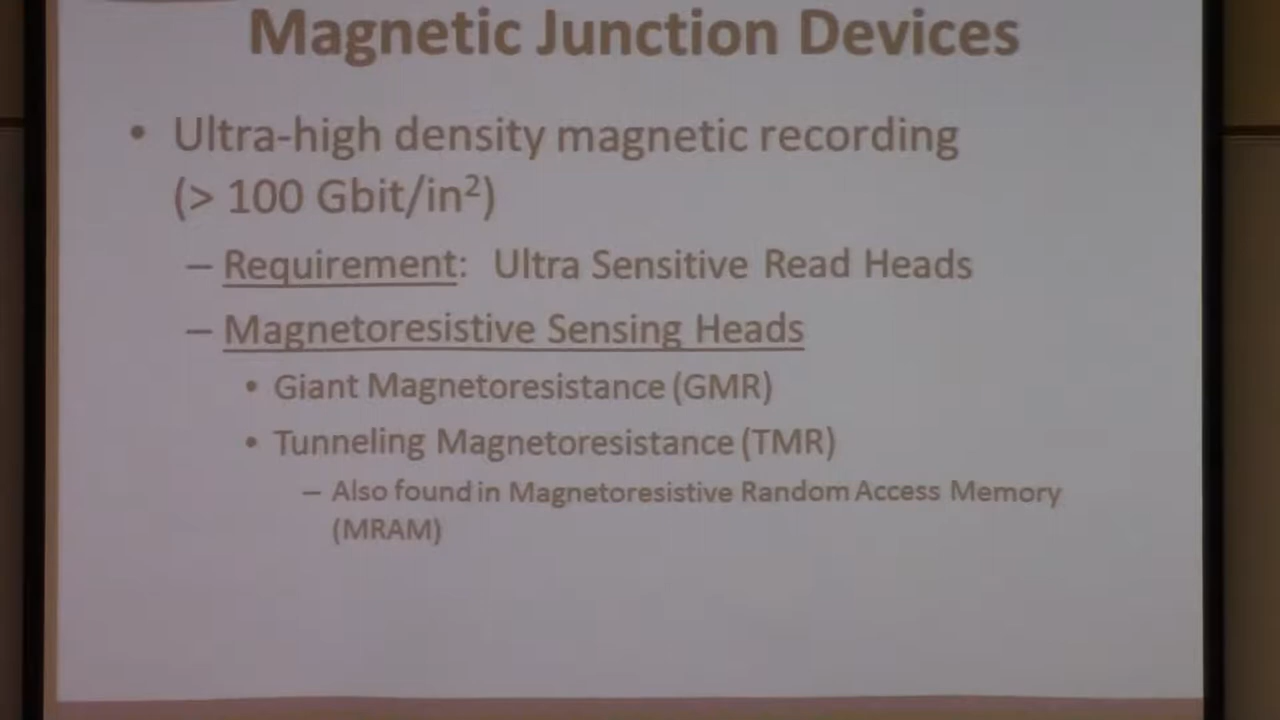 Magnetic Junction Devices
• Ultra-high density magnetic recording
(> 100 Gbit/in²)
– Requirement: Ultra Sensitive Read Heads
– Magnetoresistive Sensing Heads
• Giant Magnetoresistance (GMR)
• Tunneling Magnetoresistance (TMR)
– Also found in Magnetoresistive Random Access Memory
(MRAM)